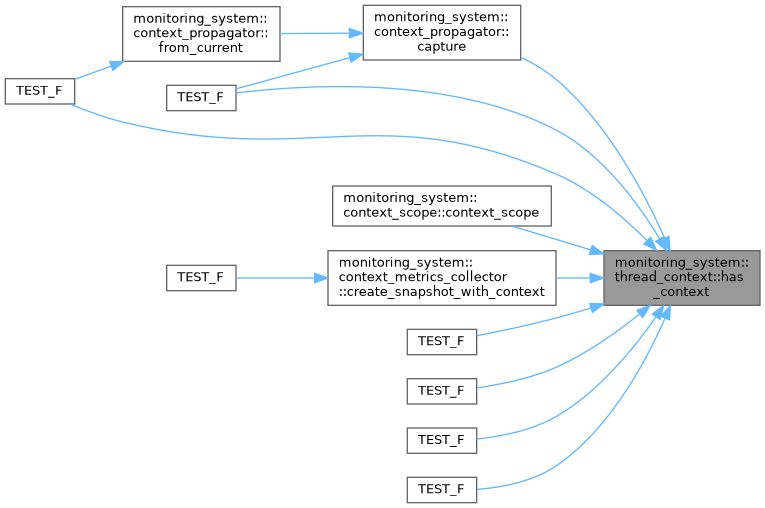 monitoring_system::
context_propagator::
from_current
monitoring_system::
context_propagator::
capture
TEST_F
TEST_F
monitoring_system::
context_scope::context_scope
monitoring_system::
context_metrics_collector
::create_snapshot_with_context
TEST_F
monitoring_system::
thread_context::has
_context
TEST_F
TEST_F
TEST_F
TEST_F